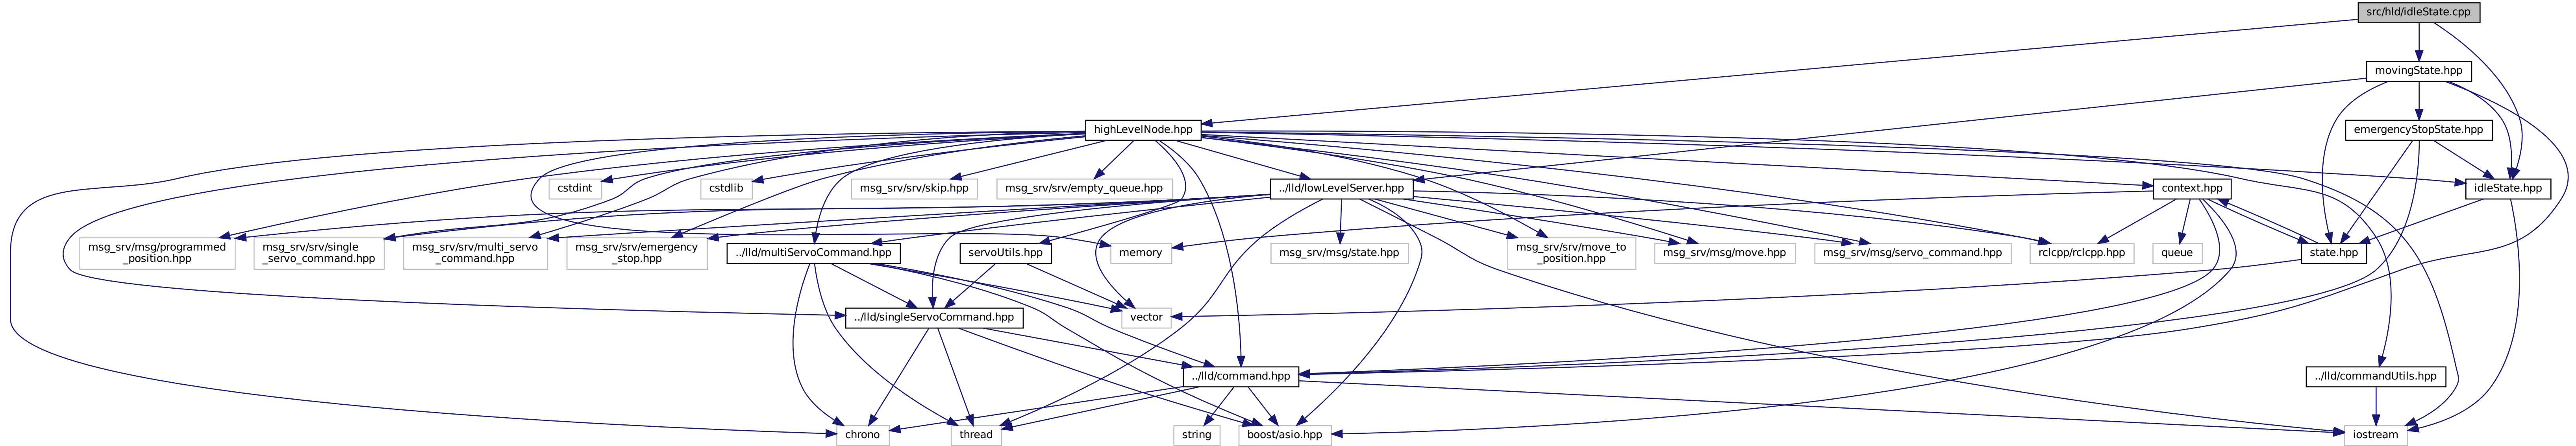 src/hld/idleState.cpp
movingState.hpp
highLevelNode.hpp
emergencyStopState.hpp
cstdint
cstdlib
msg_srv/srv/skip.hpp
msg_srv/srv/empty_queue.hpp
../lld/lowLevelServer.hpp
context.hpp
idleState.hpp
msg_srv/msg/programmed
_position.hpp
msg_srv/srv/single
_servo_command.hpp
msg_srv/srv/multi_servo
_command.hpp
msg_srv/srv/emergency
_stop.hpp
../lld/multiServoCommand.hpp
servoUtils.hpp
memory
msg_srv/msg/state.hpp
msg_srv/srv/move_to
_position.hpp
msg_srv/msg/move.hpp
msg_srv/msg/servo_command.hpp
rclcpp/rclcpp.hpp
queue
state.hpp
../lld/singleServoCommand.hpp
vector
../lld/command.hpp
../lld/commandUtils.hpp
chrono
thread
string
boost/asio.hpp
iostream